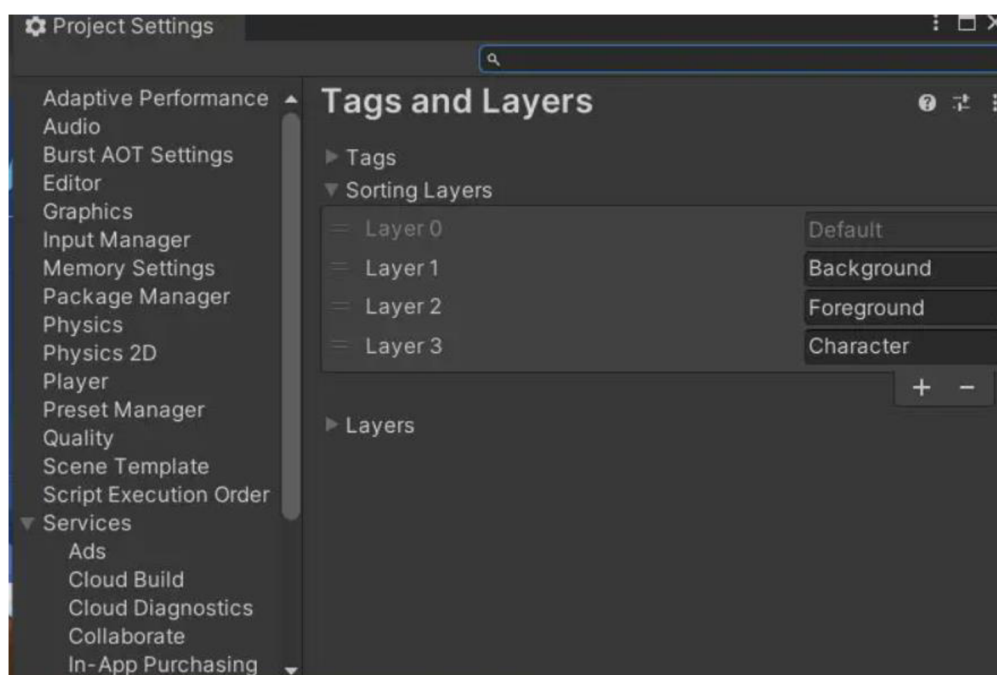 Project Settings
Adaptive Performance
Audio
Burst AOT Settings
Editor
Graphics
Input Manager
Memory Settings
Package Manager
Physics
Physics 2D
Player
Preset Manager
Quality
Scene Template
Script Execution Order
Services
Ads
Cloud Build
Cloud Diagnostics
Collaborate
In-App Purchasing
Tags and Layers
Tags
Sorting Layers
Layer 0 Default
Layer 1 Background
Layer 2 Foreground
Layer 3 Character
Layers